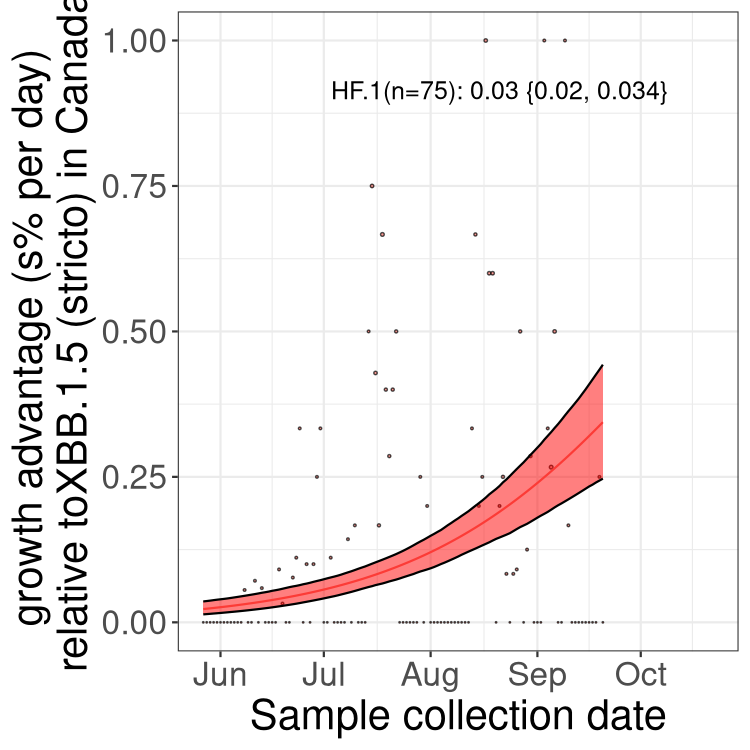 growth advantage (s% per day)
relative toXBB.1.5 (stricto) in Canada
1.00
0.75
0.50
0.25
0.00
HF.1(n=75): 0.03 {0.02, 0.034}
Jun Jul Aug Sep Oct
Sample collection date